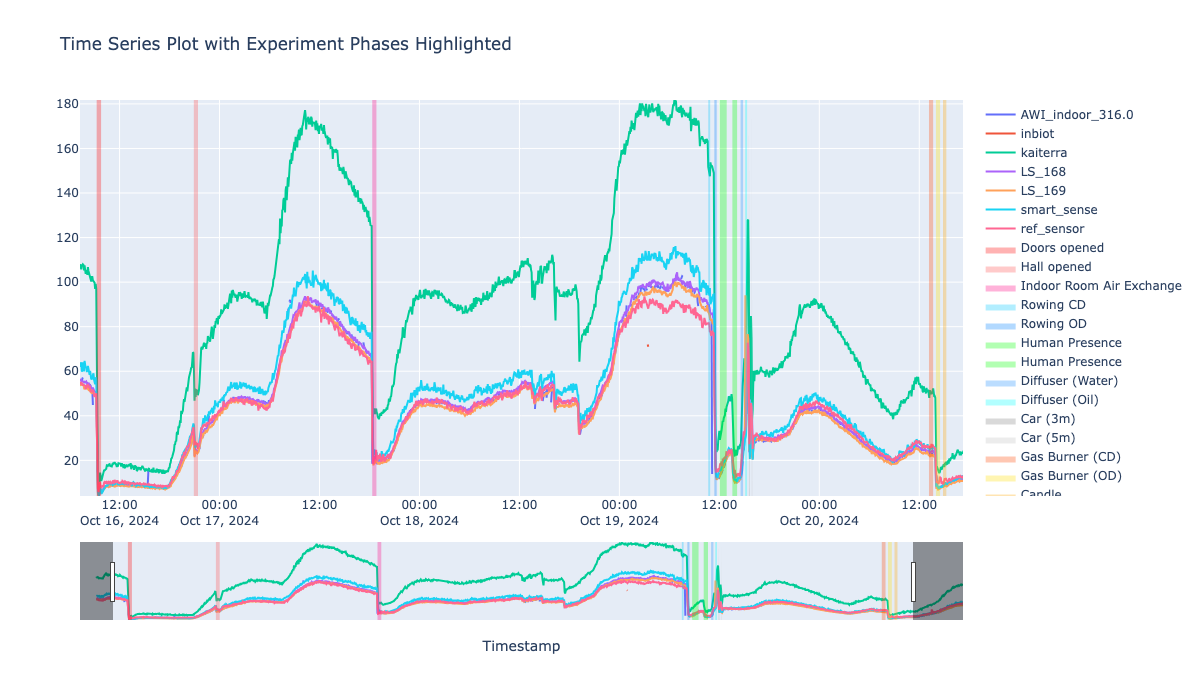 Time Series Plot with Experiment Phases Highlighted
180
160
140
120
100
80
60
40
20
12:00
Oct 16, 2024
00:00
Oct 17, 2024
12:00
00:00
Oct 18, 2024
12:00
00:00
Oct 19, 2024
12:00
00:00
Oct 20, 2024
12:00
Timestamp
AWI_indoor_316.0
inbiot
kaiterra
LS_168
LS_169
smart_sense
ref_sensor
Doors opened
Hall opened
Indoor Room Air Exchange
Rowing CD
Rowing OD
Human Presence
Human Presence
Diffuser (Water)
Diffuser (Oil)
Car (3m)
Car (5m)
Gas Burner (CD)
Gas Burner (OD)
Candle